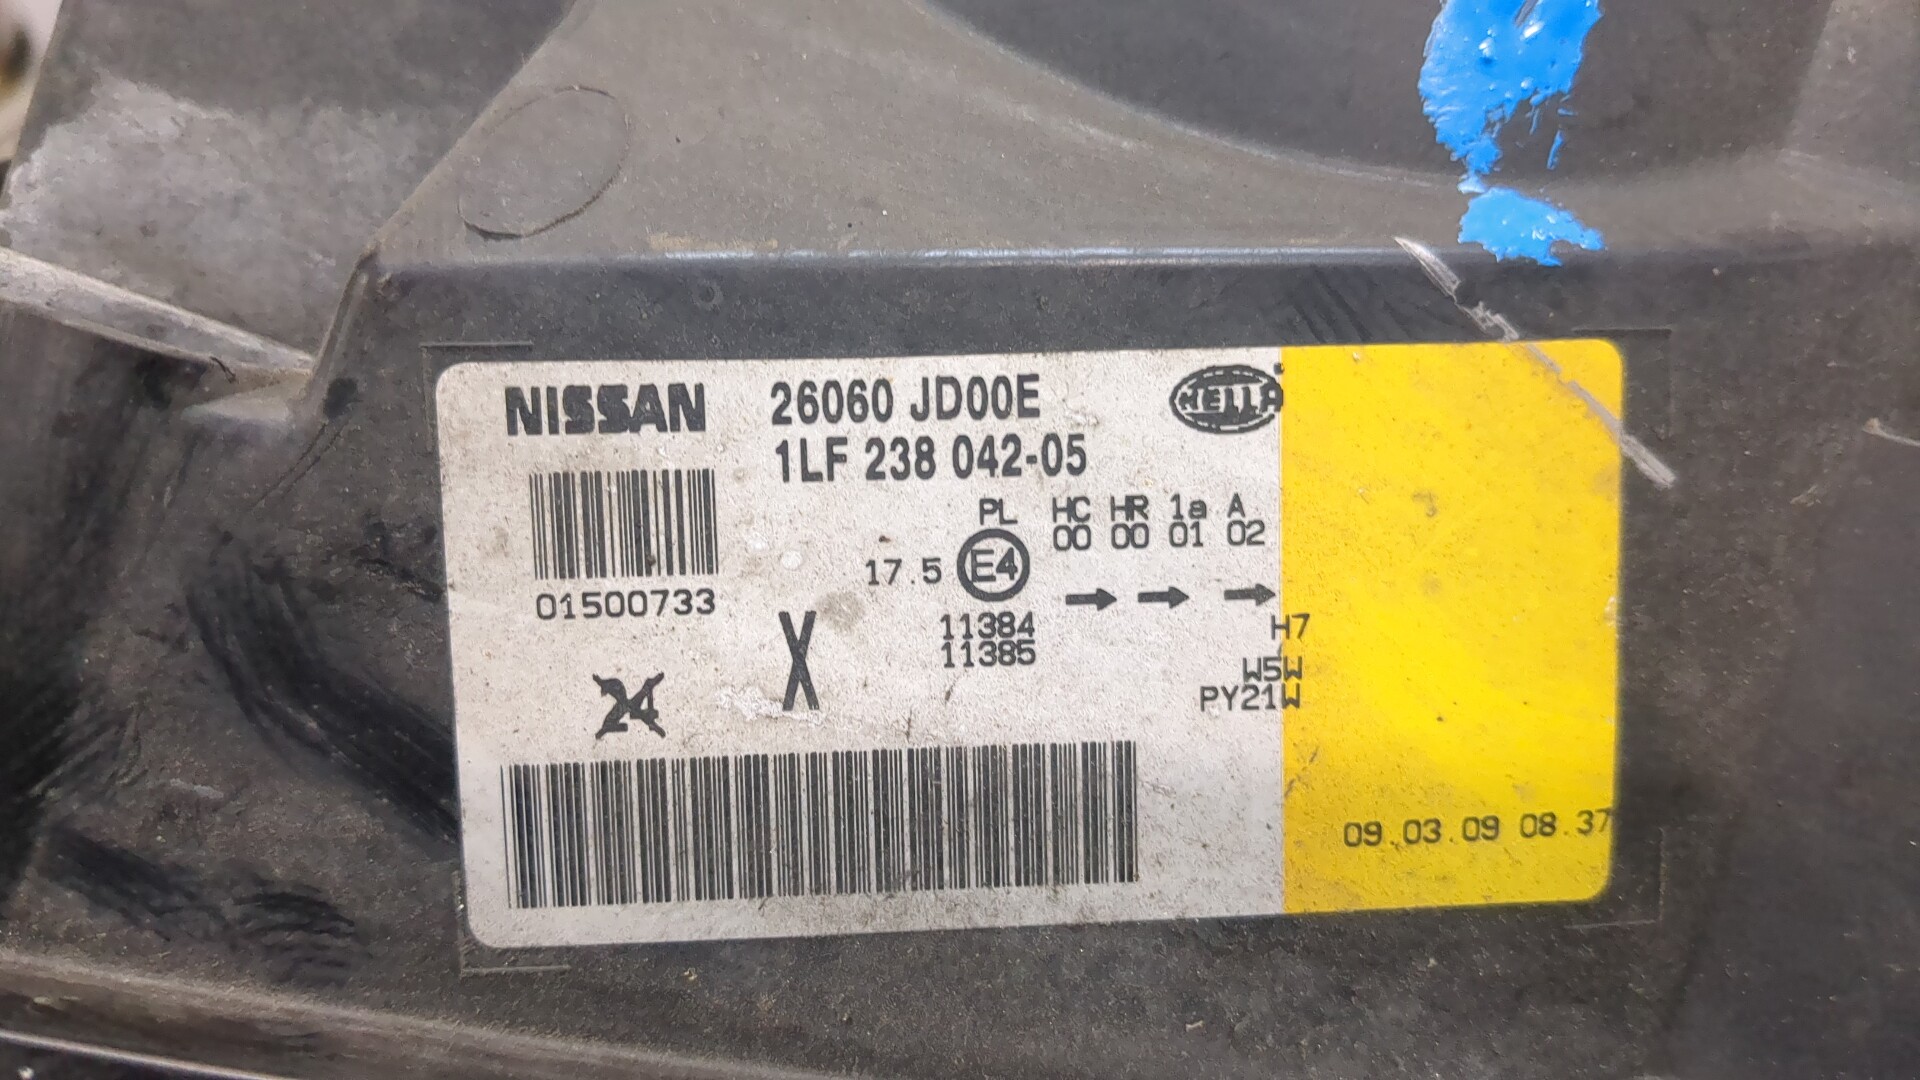 NISSAN 26060 JD00E HELLA
1LF 238 042-05
PL HC HR 1a A
17.5 E4 00 00 01 02
01500733
11384 H7
11385
W5W
24 X PY21W
09.03.09 08.37